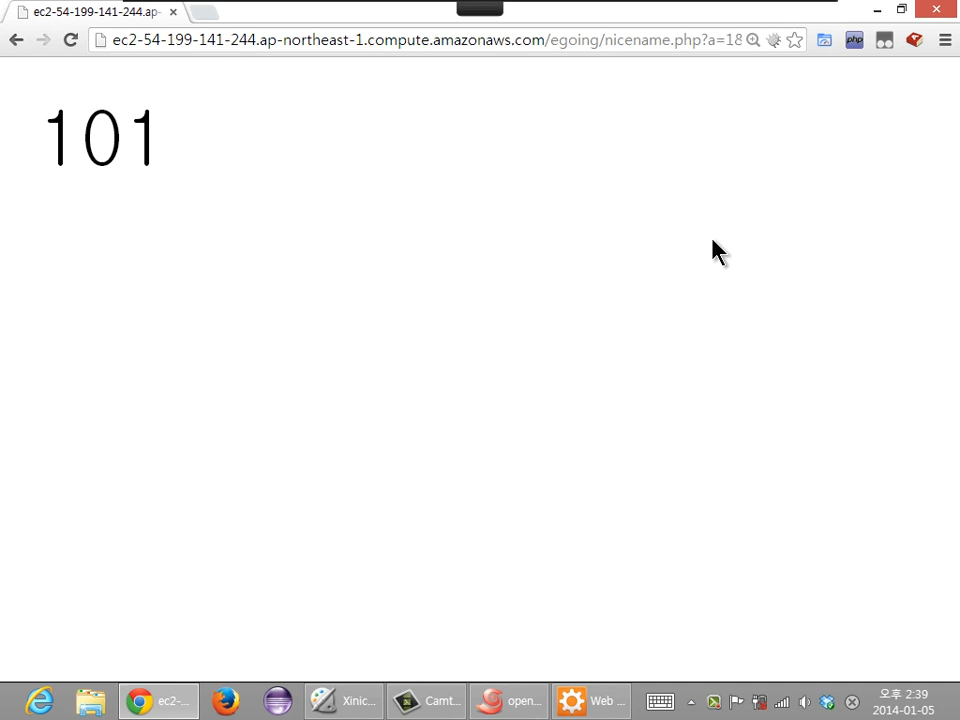 ec2-54-199-141-244.ap-
ec2-54-199-141-244.ap-northeast-1.compute.amazonaws.com/egoing/nicename.php?a=18
php
101
ec2-...
Xinic...
Camt...
open...
Web ...
오후 2:39
2014-01-05